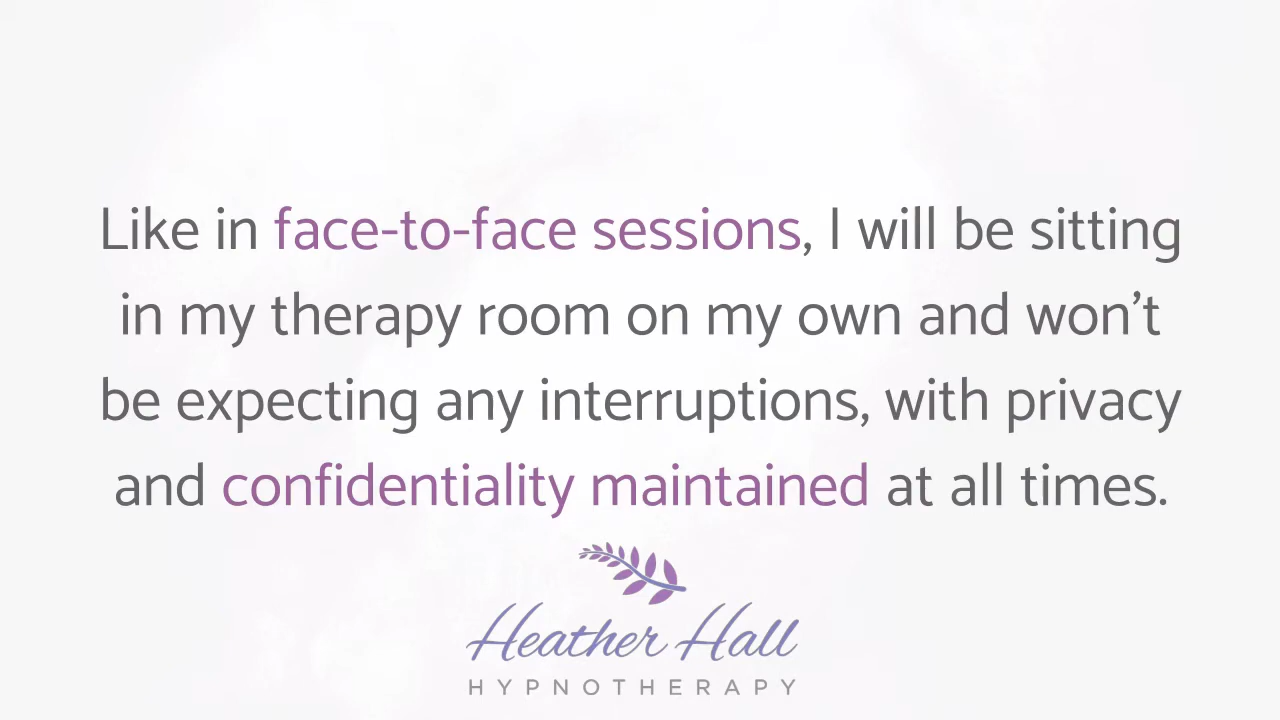 Like in face-to-face sessions, I will be sitting
in my therapy room on my own and won’t
be expecting any interruptions, with privacy
and confidentiality maintained at all times.
Heather Hall
HYPNOTHERAPY